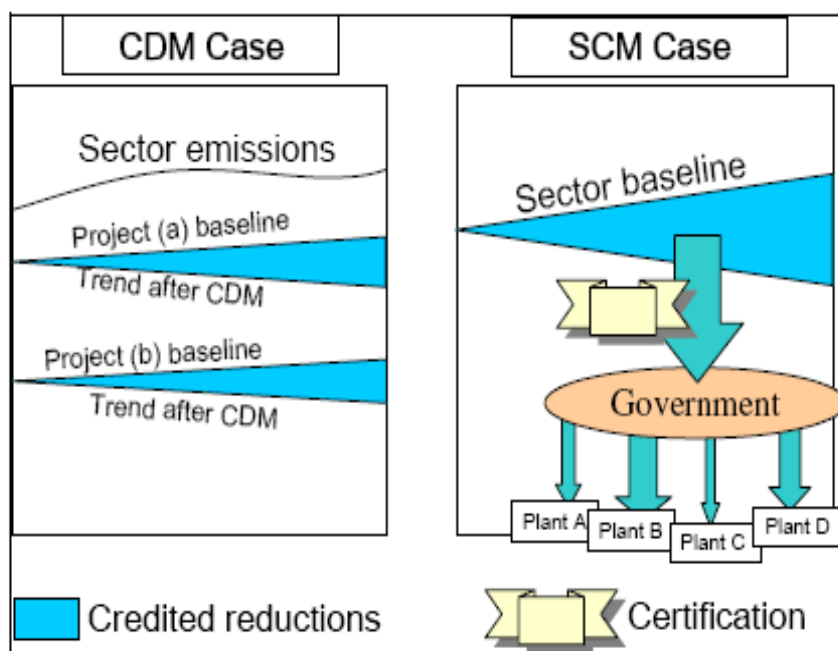 CDM Case
Sector emissions
Project (a) baseline
Trend after CDM
Project (b) baseline
Trend after CDM
SCM Case
Sector baseline
Government
Plant A
Plant B
Plant C
Plant D
Credited reductions
Certification